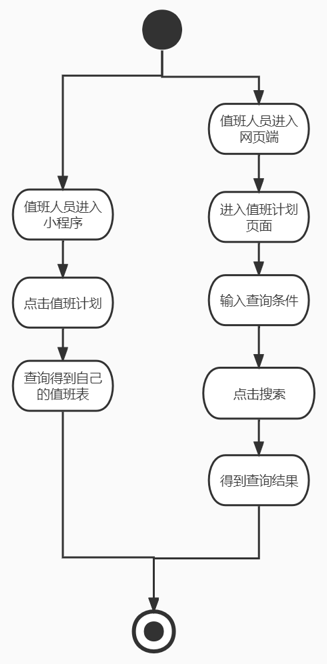 值班人员进入
小程序
点击值班计划
查询得到自己
的值班表
值班人员进入
网页端
进入值班计划
页面
输入查询条件
点击搜索
得到查询结果